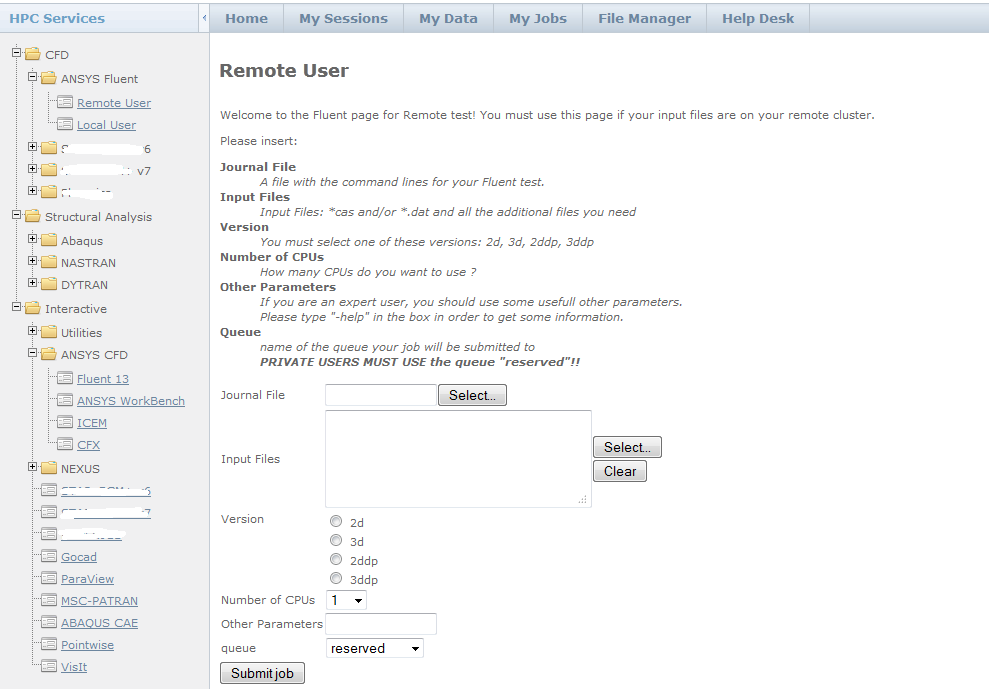 HPC Services
Home My Sessions My Data My Jobs File Manager Help Desk
CFD
ANSYS Fluent
Remote User
Local User
6
v7
Structural Analysis
Abaqus
NASTRAN
DYTRAN
Interactive
Utilities
ANSYS CFD
Fluent 13
ANSYS WorkBench
ICEM
CFX
NEXUS
Gocad
ParaView
MSC-PATRAN
ABAQUS CAE
Pointwise
VisIt
Remote User
Welcome to the Fluent page for Remote test! You must use this page if your input files are on your remote cluster.
Please insert:
Journal File
A file with the command lines for your Fluent test.
Input Files
Input Files: *cas and/or *.dat and all the additional files you need
Version
You must select one of these versions: 2d, 3d, 2ddp, 3ddp
Number of CPUs
How many CPUs do you want to use ?
Other Parameters
If you are an expert user, you should use some usefull other parameters.
Please type "-help" in the box in order to get some information.
Queue
name of the queue your job will be submitted to
PRIVATE USERS MUST USE the queue "reserved"!!
Journal File Select...
Input Files Select...
Clear
Version 2d
3d
2ddp
3ddp
Number of CPUs 1
Other Parameters
queue reserved
Submit job